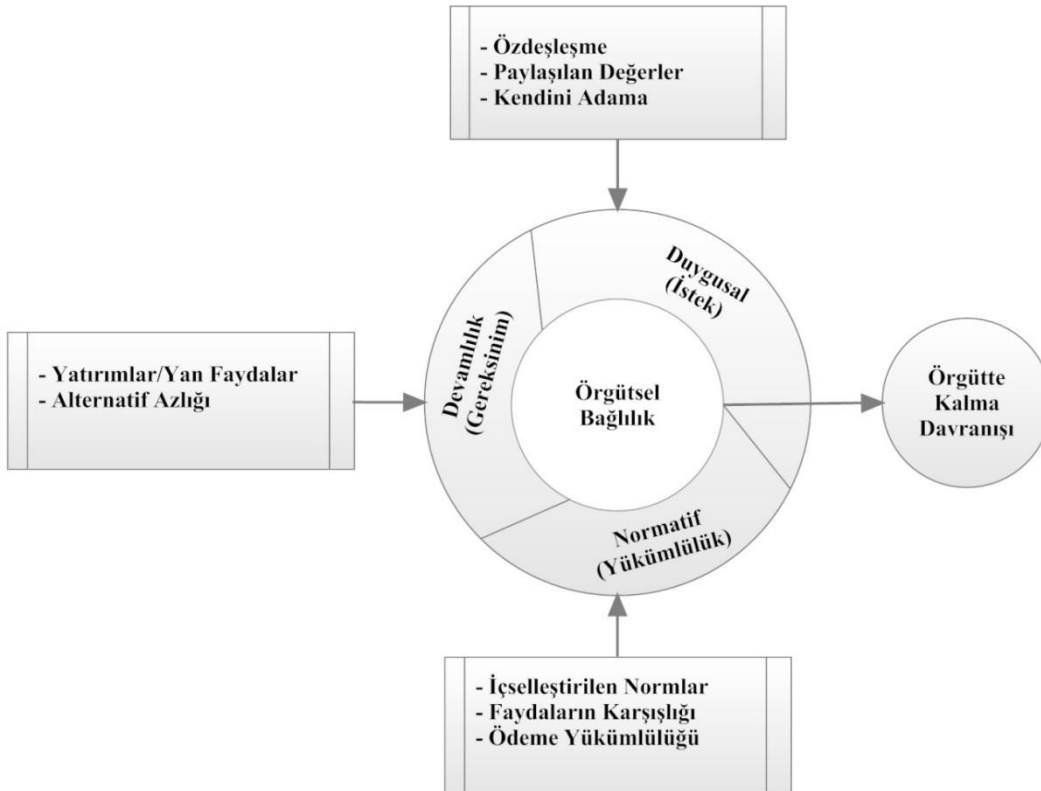 - Özdeşleşme
- Paylaşılan Değerler
- Kendini Adama
Duygusal
(İstek)
Devamlılık
(Gereksinim)
- Yatırımlar/Yan Faydalar
- Alternatif Azlığı
Örgütsel
Bağlılık
Örgütte
Kalma
Davranışı
Normatif
(Yükümlülük)
- İçselleştirilen Normlar
- Faydaların Karşışlığı
- Ödeme Yükümlülüğü